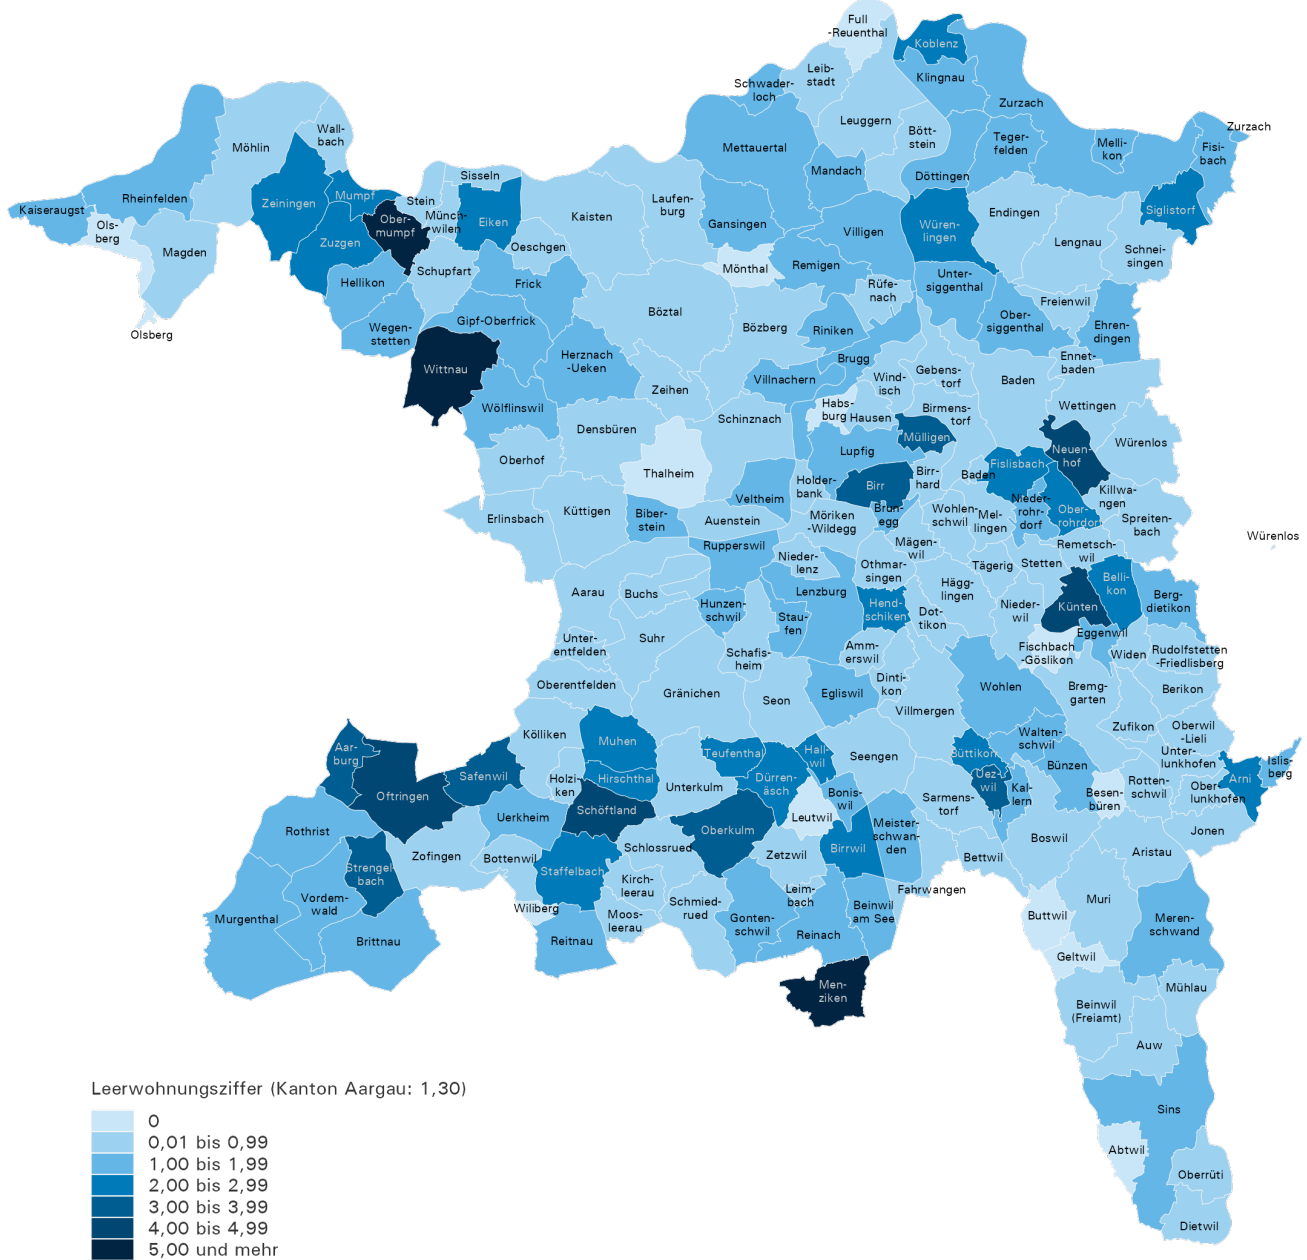 Full
-Reuenthal
Koblenz
Leib-
stadt
Klingnau
Schwader-
loch
Zurzach
Leuggern
Zurzach
Wall-
bach
Bött-
stein
Teger-
felden
Melli-
kon
Fisi-
bach
Möhlin
Mettauertal
Mandach
Döttingen
Sisseln
Rheinfelden
Mumpf
Stein
Kaiseraugst
Zeiningen
Laufen-
burg
Siglistorf
Ols-
berg
Ober-
mumpf
Münch-
wilen
Eiken
Kaisten
Gansingen
Villigen
Würen-
lingen
Endingen
Magden
Zuzgen
Oeschgen
Lengnau
Schnei-
singen
Mönthal
Remigen
Schupfart
Hellikon
Frick
Rüfe-
nach
Unter-
siggenthal
Freienwil
Böztal
Gipf-Oberfrick
Bözberg
Riniken
Ober-
siggenthal
Ehren-
dingen
Olsberg
Wegen-
stetten
Wittnau
Herznach
-Ueken
Brugg
Ennet-
baden
Gebens-
torf
Baden
Villnachern
Wind-
isch
Zeihen
Wölflinswil
Habs-
burg
Hausen
Birmens-
torf
Wettingen
Schinznach
Densbüren
Mülligen
Würenlos
Lupfig
Neuen-
hof
Oberhof
Thalheim
Fislisbach
Baden
Birr-
hard
Birr
Holder-
bank
Veltheim
Killwa-
ngen
Nieder-
rohr-
dorf
Ober-
rohrdorf
Spreiten-
bach
Erlinsbach
Küttigen
Biber-
stein
Auenstein
Möriken
-Wildegg
Brun-
egg
Wohlen-
schwil
Mel-
lingen
Würenlos
Rupperswil
Mägen-
wil
Remetsch-
wil
Nieder-
lenz
Othmar-
singen
Tägerig
Stetten
Aarau
Buchs
Lenzburg
Hägg-
lingen
Belli-
kon
Berg-
dietikon
Hunzen-
schwil
Stau-
fen
Hend-
schiken
Dot-
tikon
Nieder-
wil
Künten
Eggenwil
Unter-
entfelden
Suhr
Schafis-
heim
Amm-
erswil
Fischbach
-Göslikon
Widen
Rudolfstetten
-Friedlisberg
Oberentfelden
Gränichen
Seon
Egliswil
Dinti-
kon
Wohlen
Bremg-
garten
Berikon
Villmergen
Kölliken
Muhen
Zufikon
Oberwil
-Lieli
Walten-
schwil
Aar-
burg
Teufenthal
Hall-
wil
Seengen
Büttikon
Bünzen
Unter-
lunkhofen
Islis-
berg
Safenwil
Holzi-
ken
Hirschthal
Unterkulm
Dürren-
äsch
Uez-
wil
Kal-
lern
Besen-
büren
Rotten-
schwil
Ober-
lunkhofen
Arni
Oftringen
Bonis-
wil
Sarmens-
torf
Schöftland
Leutwil
Rothrist
Uerkheim
Oberkulm
Meister-
schwan-
den
Boswil
Jonen
Schlossrued
Birrwil
Zofingen
Bottenwil
Zetzwil
Bettwil
Aristau
Strengel-
bach
Staffelbach
Kirch-
leerau
Leim-
bach
Fahrwangen
Vordem-
wald
Schmied-
rued
Muri
Wiliberg
Moos-
leerau
Beinwil
am See
Buttwil
Meren-
schwand
Murgenthal
Gonten-
schwil
Brittnau
Reitnau
Reinach
Geltwil
Men-
ziken
Mühlau
Beinwil
(Freiamt)
Auw
Sins
Abtwil
Oberrüti
Dietwil
Leerwohnungsziffer (Kanton Aargau: 1,30)
0
0,01 bis 0,99
1,00 bis 1,99
2,00 bis 2,99
3,00 bis 3,99
4,00 bis 4,99
5,00 und mehr